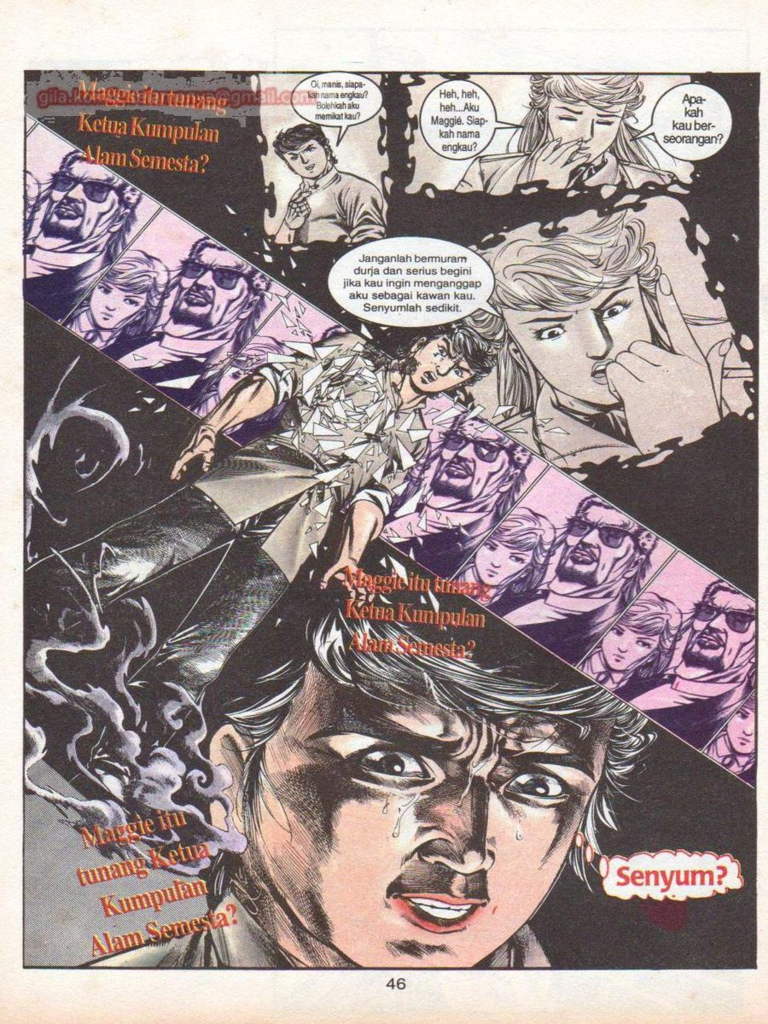 Maggie itu tunang
Ketua Kumpulan
Alam Semesta?
Oi, manis, siapa-
kah nama engkau?
Bolehkah aku
memikat kau?
Heh, heh,
heh...Aku
Maggie. Siap-
kah nama
engkau?
Apa-
kah
kau ber-
seorangan?
Janganlah bermuram
durja dan serius begini
jika kau ingin menganggap
aku sebagai kawan kau.
Senyumlah sedikit.
Maggie itu tunang
Ketua Kumpulan
Alam Semesta?
Maggie itu
tunang Ketua
Kumpulan
Alam Semesta?
Senyum?
46